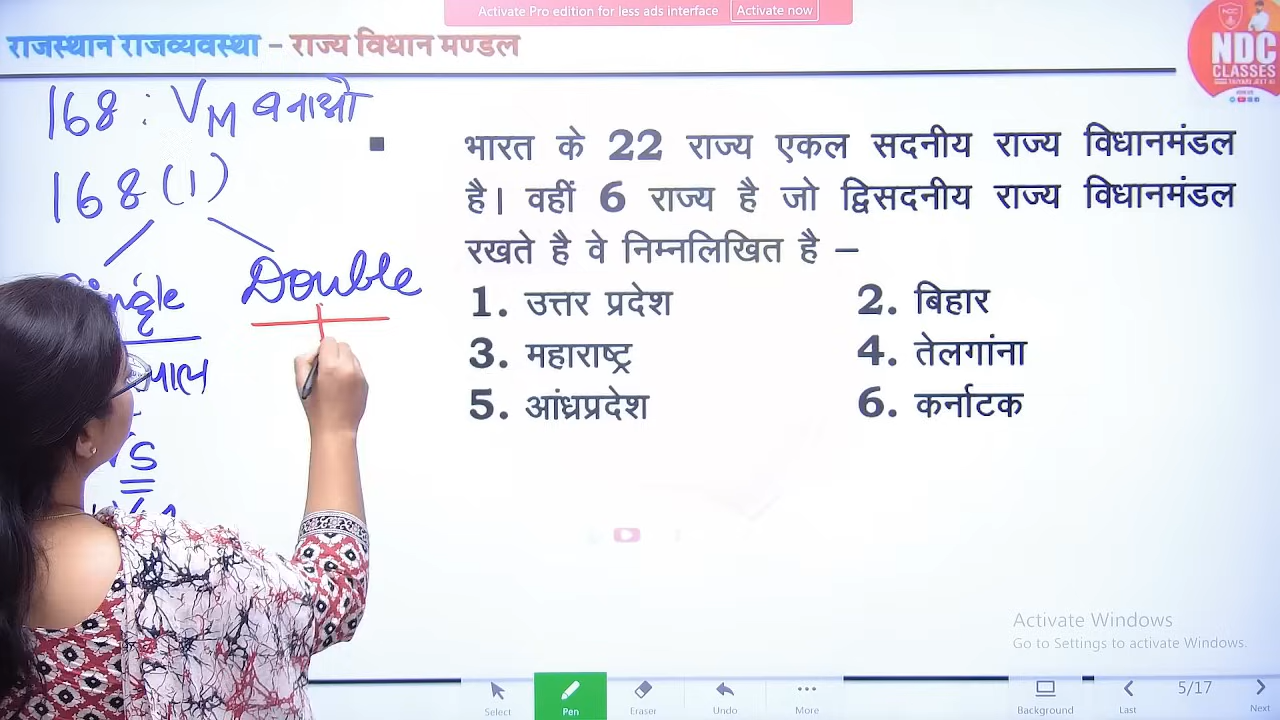 Activate Pro edition for less ads interface Activate now
राजस्थान राजव्यवस्था – राज्य विधान मण्डल
NDC
CLASSES
168 : VM बनाओ
168 (1)
Double
■ भारत के 22 राज्य एकल सदनीय राज्य विधानमंडल
है। वहीं 6 राज्य है जो द्विसदनीय राज्य विधानमंडल
रखते है वे निम्नलिखित है –
1. उत्तर प्रदेश 2. बिहार
3. महाराष्ट्र 4. तेलगांना
5. आंध्रप्रदेश 6. कर्नाटक
Activate Windows
Go to Settings to activate Windows.
Select Pen Eraser Undo More Background Last 5/17 Next